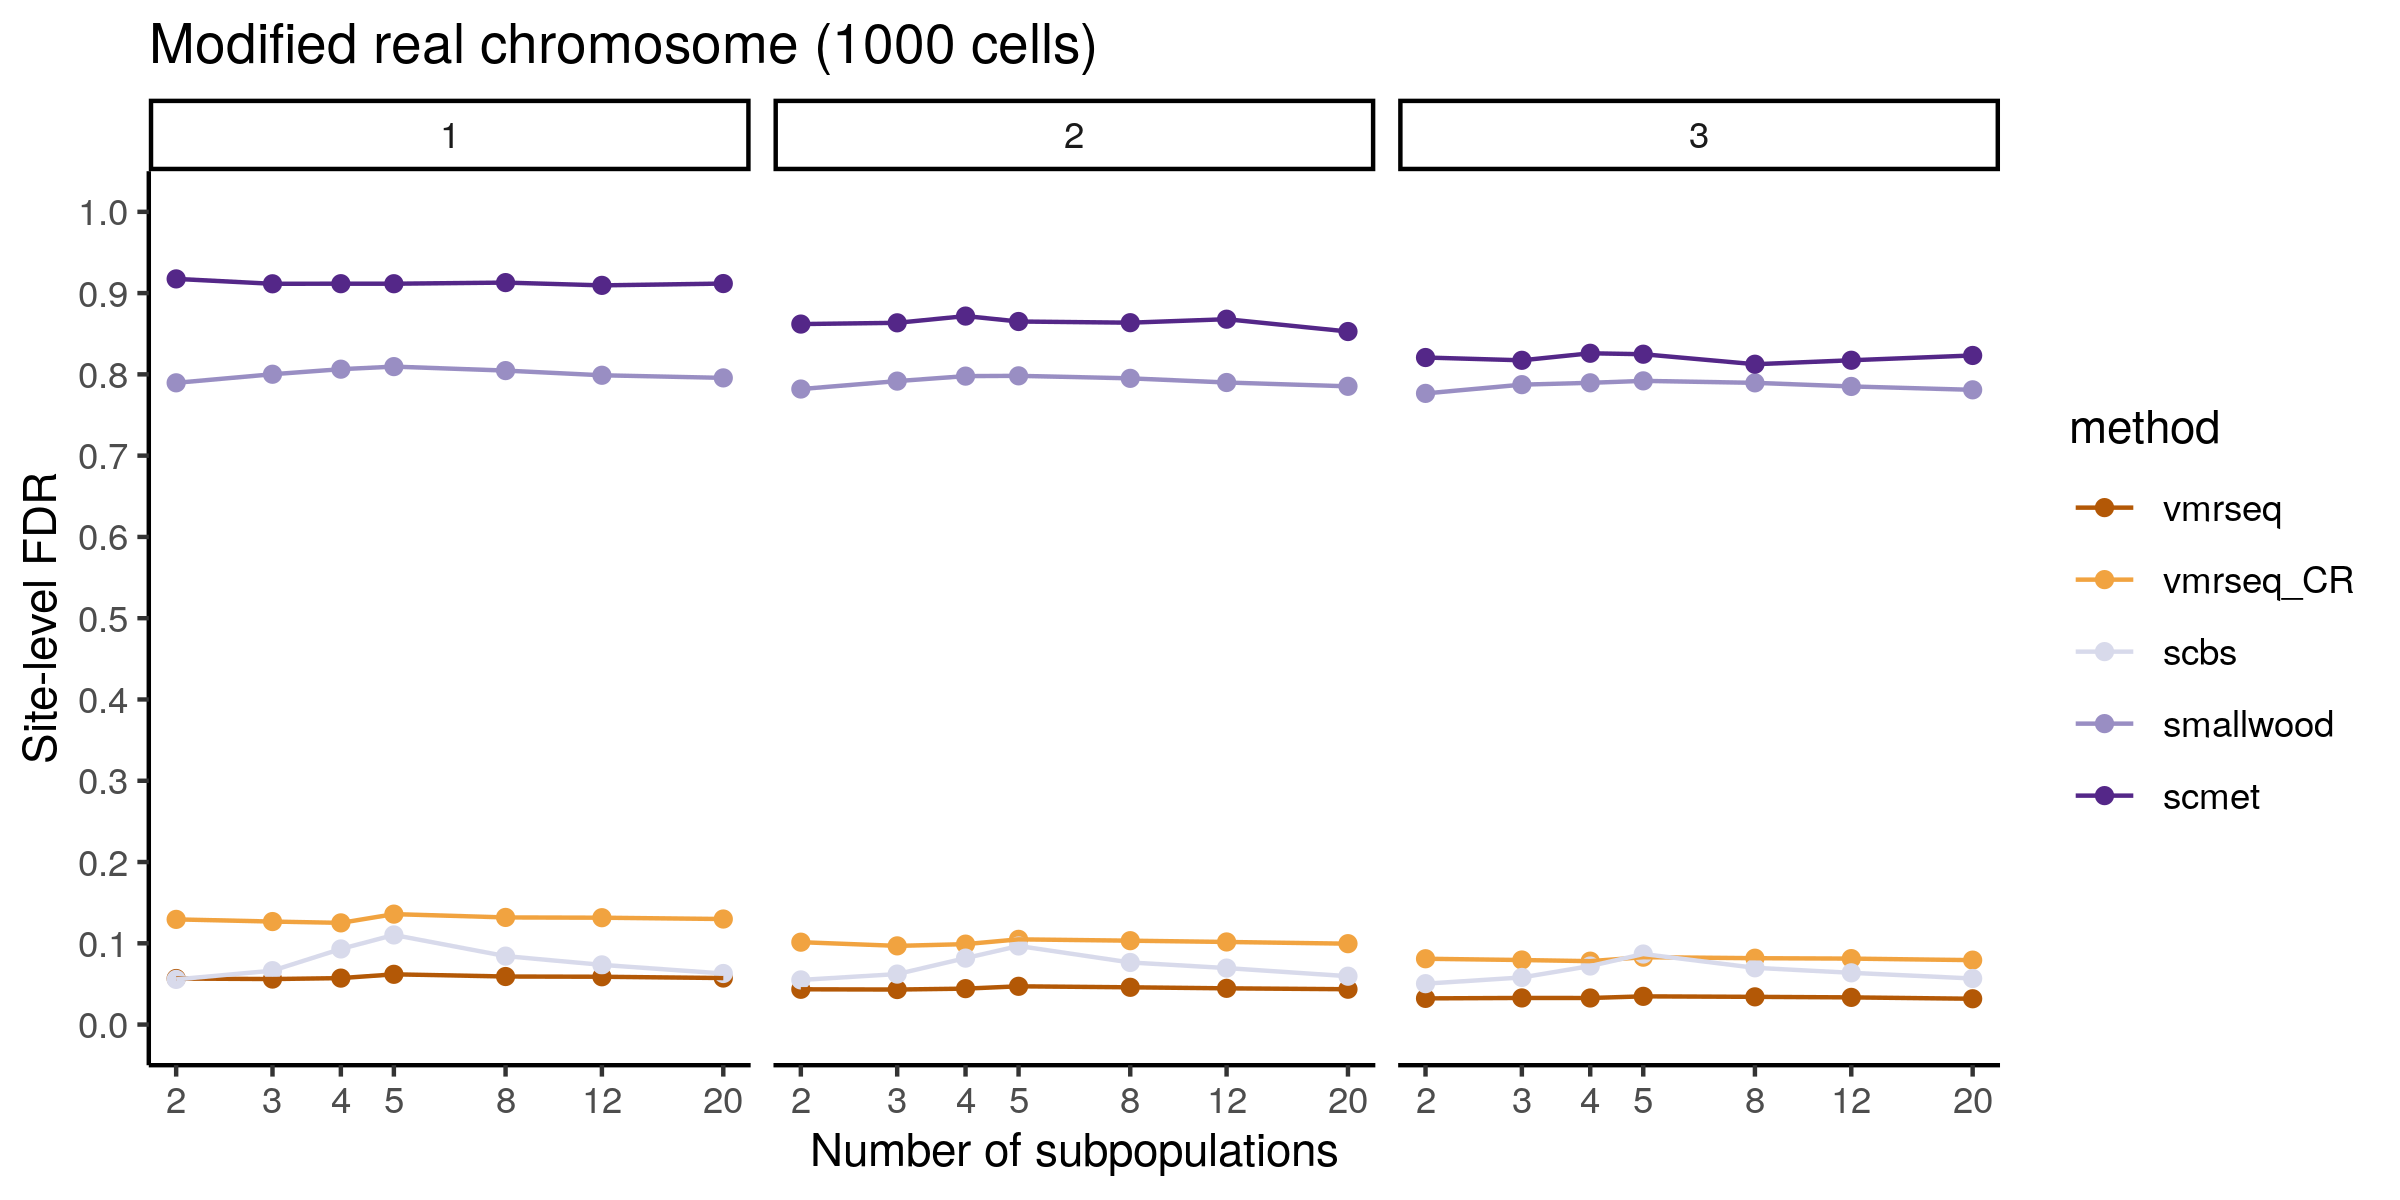 Modified real chromosome (1000 cells)
1
2
3
1.0
0.9
0.8
0.7
0.6
0.5
0.4
0.3
0.2
0.1
0.0
Site-level FDR
2 3 4 5 8 12 20
2 3 4 5 8 12 20
2 3 4 5 8 12 20
Number of subpopulations
method
vmrseq
vmrseq_CR
scbs
smallwood
scmet